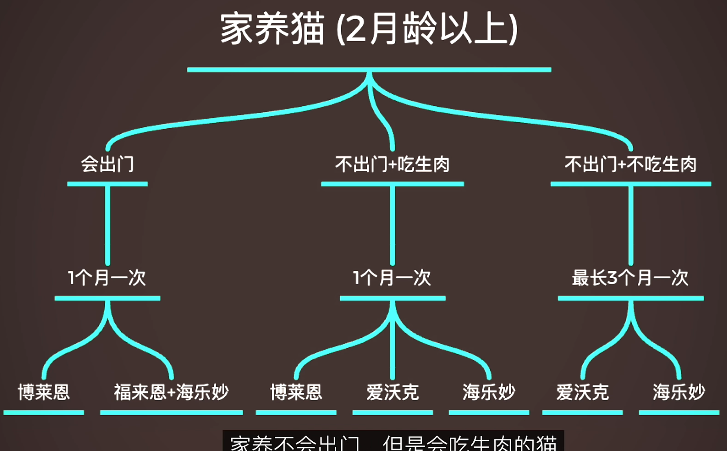 家养猫 (2月龄以上)
会出门
不出门+吃生肉
不出门+不吃生肉
1个月一次
1个月一次
最长3个月一次
博莱恩
福来恩+海乐妙
博莱恩
爱沃克
海乐妙
爱沃克
海乐妙
家养不会出门 但是会吃生肉的猫